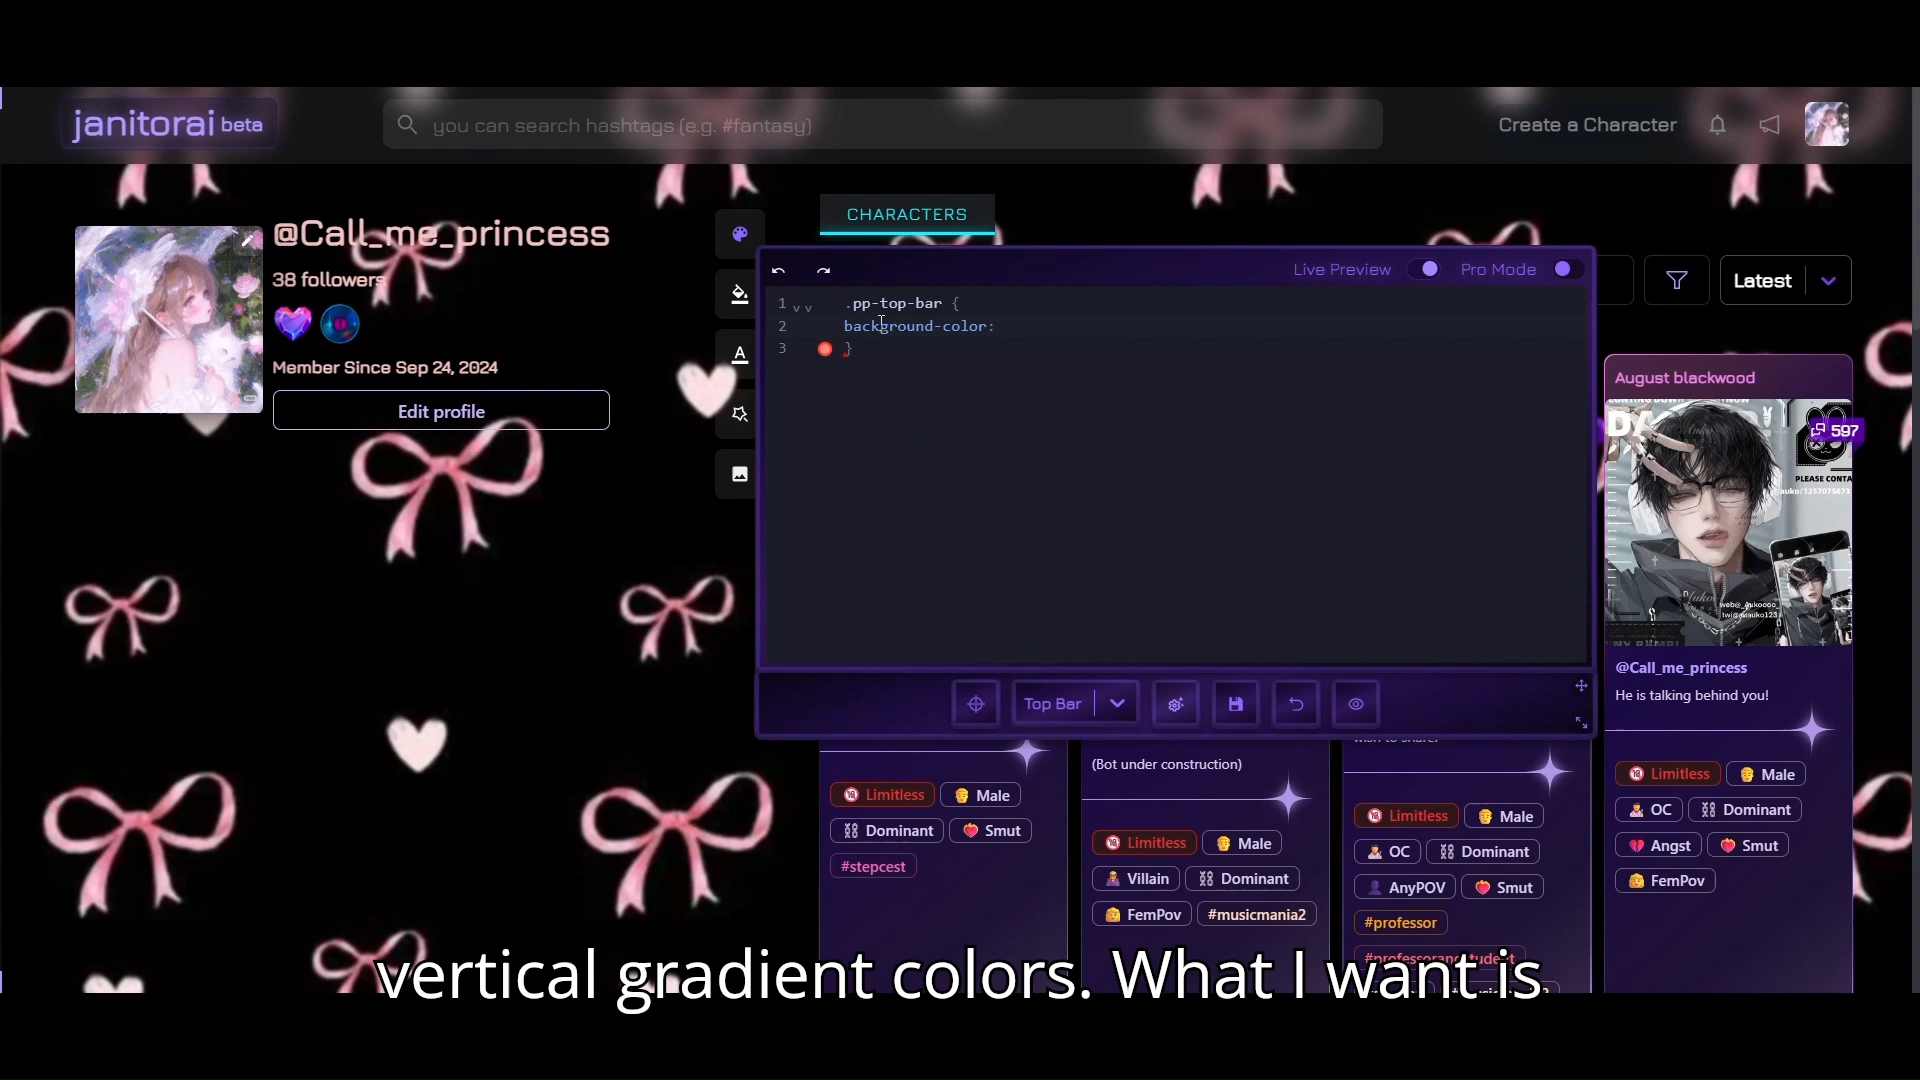 janitorai beta
you can search hashtags (e.g. #fantasy)
Create a Character
@Call_me_princess
38 followers
Member Since Sep 24, 2024
Edit profile
CHARACTERS
Latest
Live Preview
Pro Mode
1 .pp-top-bar {
2 background-color:
3 }
Top Bar
Limitless
Male
Dominant
Smut
#stepcest
(Bot under construction)
Limitless
Male
Villain
Dominant
FemPov
#musicmania2
Limitless
Male
OC
Dominant
AnyPOV
Smut
#professor
August blackwood
597
PLEASE CONTA
@Call_me_princess
He is talking behind you!
Limitless
Male
OC
Dominant
Angst
Smut
FemPov
vertical gradient colors. What I want is